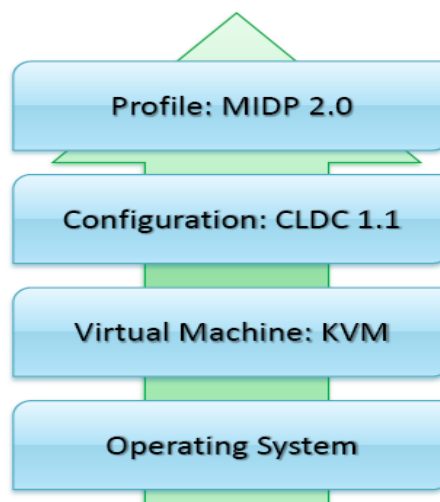 Profile: MIDP 2.0
Configuration: CLDC 1.1
Virtual Machine: KVM
Operating System